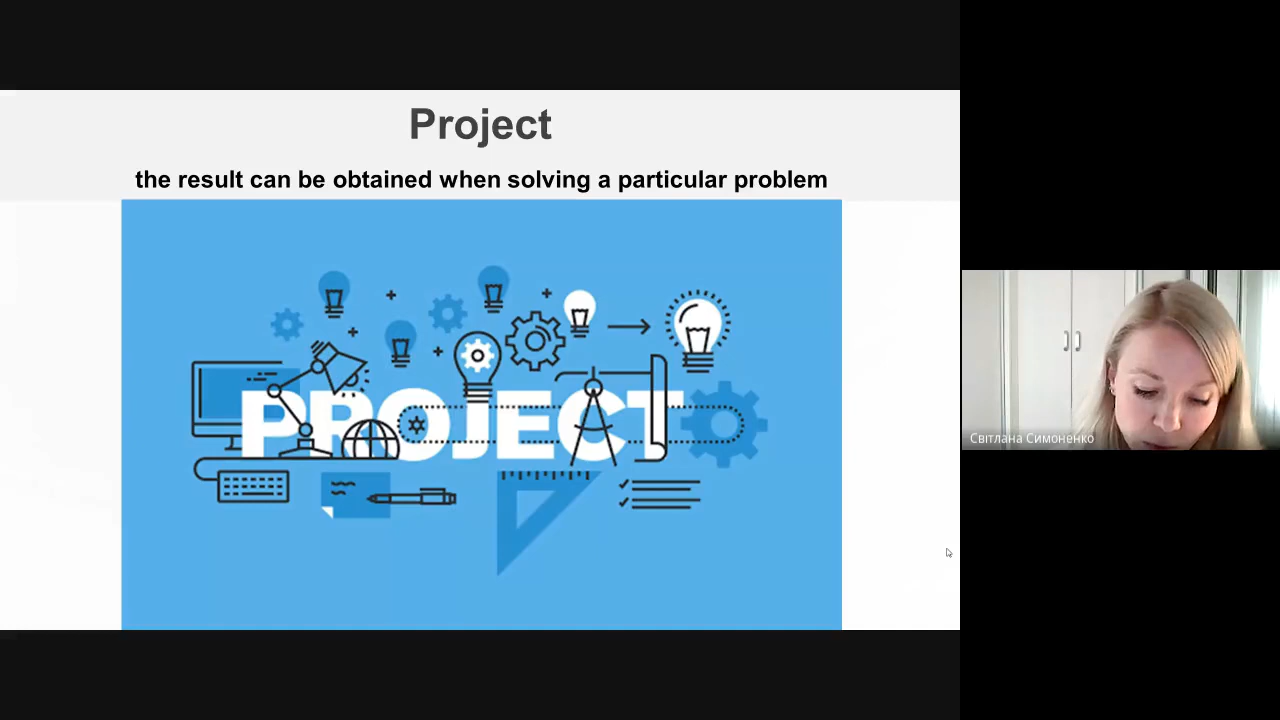 Project
the result can be obtained when solving a particular problem
PROJECT
Світлана Симоненко